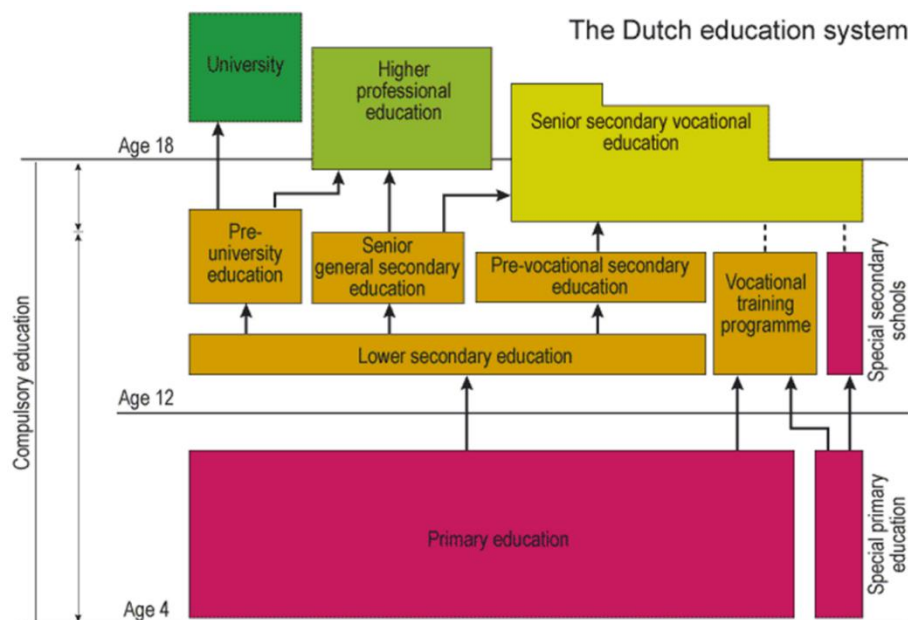 The Dutch education system
University
Higher
professional
education
Senior secondary vocational
education
Age 18
Pre-
university
education
Senior
general secondary
education
Pre-vocational secondary
education
Vocational
training
programme
Special secondary
schools
Lower secondary education
Compulsory education
Age 12
Primary education
Special primary
education
Age 4